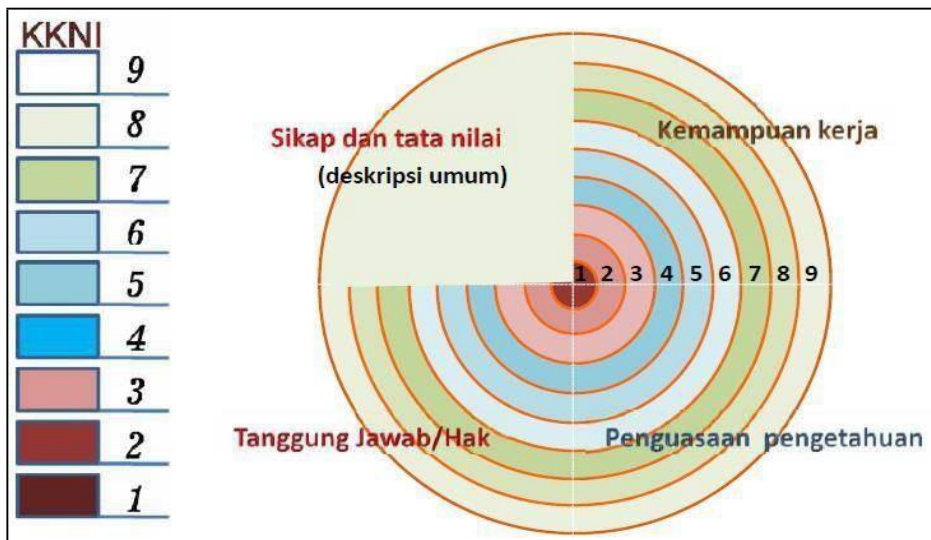 KKNI
9
8
7
6
5
4
3
2
1
Sikap dan tata nilai
(deskripsi umum)
Kemampuan kerja
1 2 3 4 5 6 7 8 9
Tanggung Jawab/Hak
Penguasaan pengetahuan